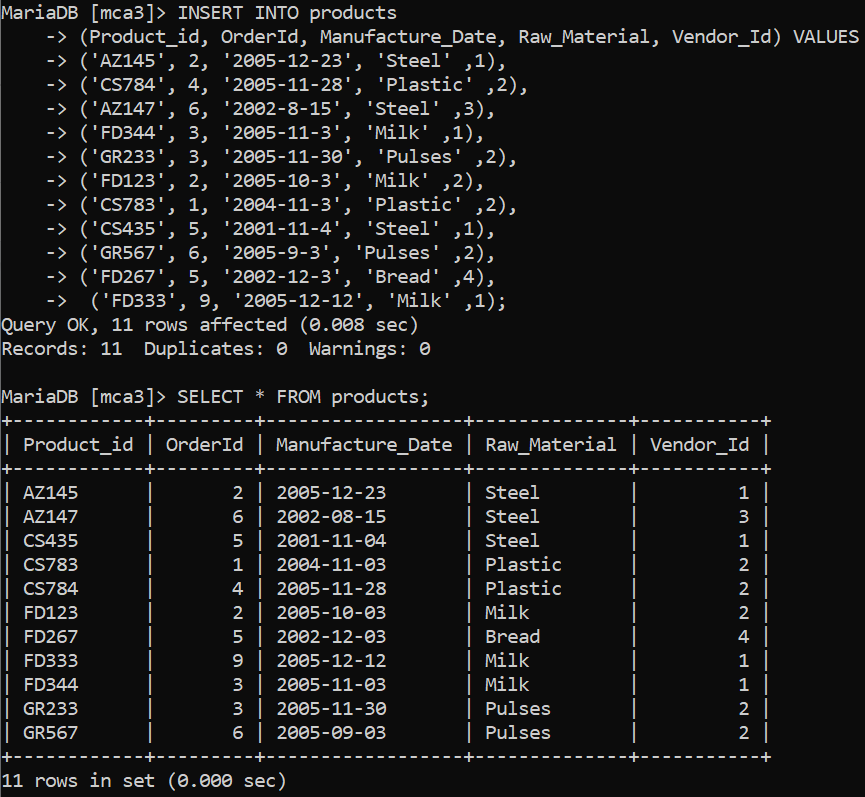 MariaDB [mca3]> INSERT INTO products
    -> (Product_id, OrderId, Manufacture_Date, Raw_Material, Vendor_Id) VALUES
    -> ('AZ145', 2, '2005-12-23', 'Steel' ,1),
    -> ('CS784', 4, '2005-11-28', 'Plastic' ,2),
    -> ('AZ147', 6, '2002-8-15', 'Steel' ,3),
    -> ('FD344', 3, '2005-11-3', 'Milk' ,1),
    -> ('GR233', 3, '2005-11-30', 'Pulses' ,2),
    -> ('FD123', 2, '2005-10-3', 'Milk' ,2),
    -> ('CS783', 1, '2004-11-3', 'Plastic' ,2),
    -> ('CS435', 5, '2001-11-4', 'Steel' ,1),
    -> ('GR567', 6, '2005-9-3', 'Pulses' ,2),
    -> ('FD267', 5, '2002-12-3', 'Bread' ,4),
    ->  ('FD333', 9, '2005-12-12', 'Milk' ,1);
Query OK, 11 rows affected (0.008 sec)
Records: 11  Duplicates: 0  Warnings: 0

MariaDB [mca3]> SELECT * FROM products;
+------------+---------+------------------+--------------+-----------+
| Product_id | OrderId | Manufacture_Date | Raw_Material | Vendor_Id |
+------------+---------+------------------+--------------+-----------+
| AZ145      |       2 | 2005-12-23       | Steel        |         1 |
| AZ147      |       6 | 2002-08-15       | Steel        |         3 |
| CS435      |       5 | 2001-11-04       | Steel        |         1 |
| CS783      |       1 | 2004-11-03       | Plastic      |         2 |
| CS784      |       4 | 2005-11-28       | Plastic      |         2 |
| FD123      |       2 | 2005-10-03       | Milk         |         2 |
| FD267      |       5 | 2002-12-03       | Bread        |         4 |
| FD333      |       9 | 2005-12-12       | Milk         |         1 |
| FD344      |       3 | 2005-11-03       | Milk         |         1 |
| GR233      |       3 | 2005-11-30       | Pulses       |         2 |
| GR567      |       6 | 2005-09-03       | Pulses       |         2 |
+------------+---------+------------------+--------------+-----------+
11 rows in set (0.000 sec)